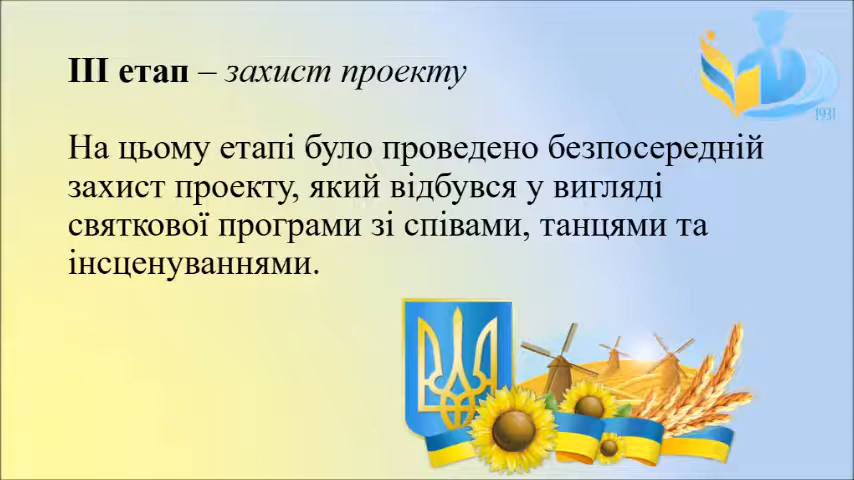 III етап – захист проекту
На цьому етапі було проведено безпосередній
захист проекту, який відбувся у вигляді
святкової програми зі співами, танцями та
інсценуваннями.
1931